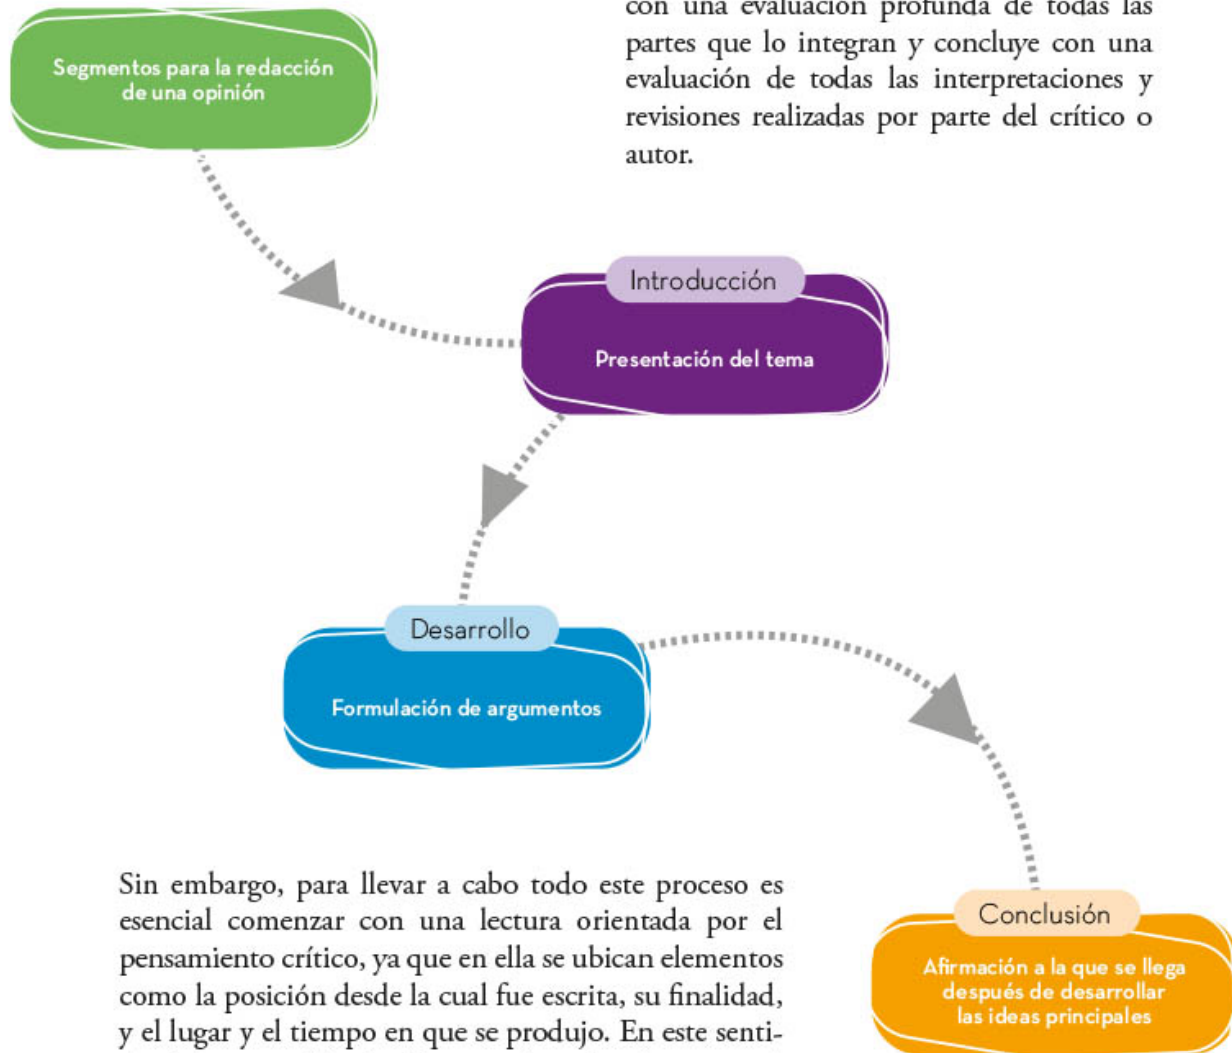 con una evaluación profunda de todas las
partes que lo integran y concluye con una
evaluación de todas las interpretaciones y
revisiones realizadas por parte del crítico o
autor.
Segmentos para la redacción
de una opinión
Introducción
Presentación del tema
Desarrollo
Formulación de argumentos
Conclusión
Afirmación a la que se llega
después de desarrollar
las ideas principales
Sin embargo, para llevar a cabo todo este proceso es
esencial comenzar con una lectura orientada por el
pensamiento crítico, ya que en ella se ubican elementos
como la posición desde la cual fue escrita, su finalidad,
y el lugar y el tiempo en que se produjo. En este senti-